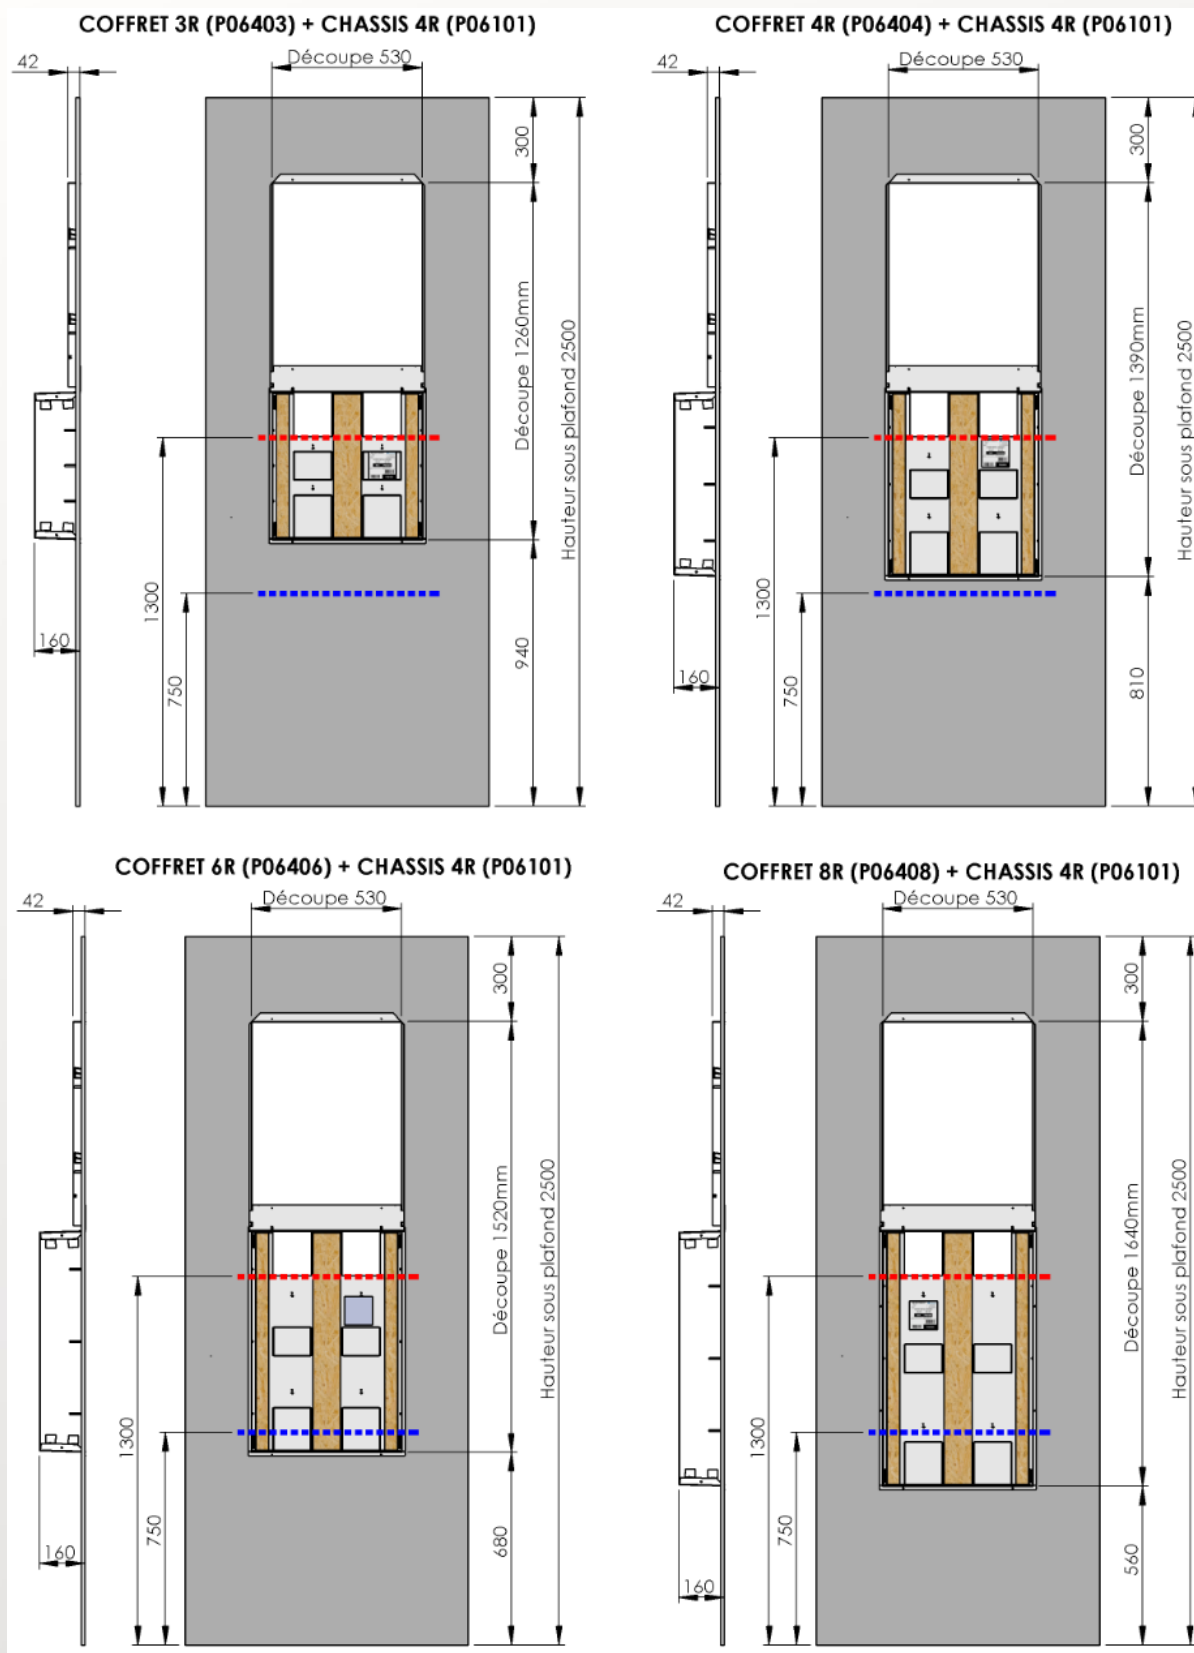 COFFRET 3R (P06403) + CHASSIS 4R (P06101)
42
Découpe 530
300
Découpe 1260mm
Hauteur sous plafond 2500
1300
750
160
940
COFFRET 4R (P06404) + CHASSIS 4R (P06101)
42
Découpe 530
300
Découpe 1390mm
Hauteur sous plafond 2500
1300
750
160
810
COFFRET 6R (P06406) + CHASSIS 4R (P06101)
42
Découpe 530
300
Découpe 1520mm
Hauteur sous plafond 2500
1300
750
160
680
COFFRET 8R (P06408) + CHASSIS 4R (P06101)
42
Découpe 530
300
Découpe 1640mm
Hauteur sous plafond 2500
1300
750
160
560